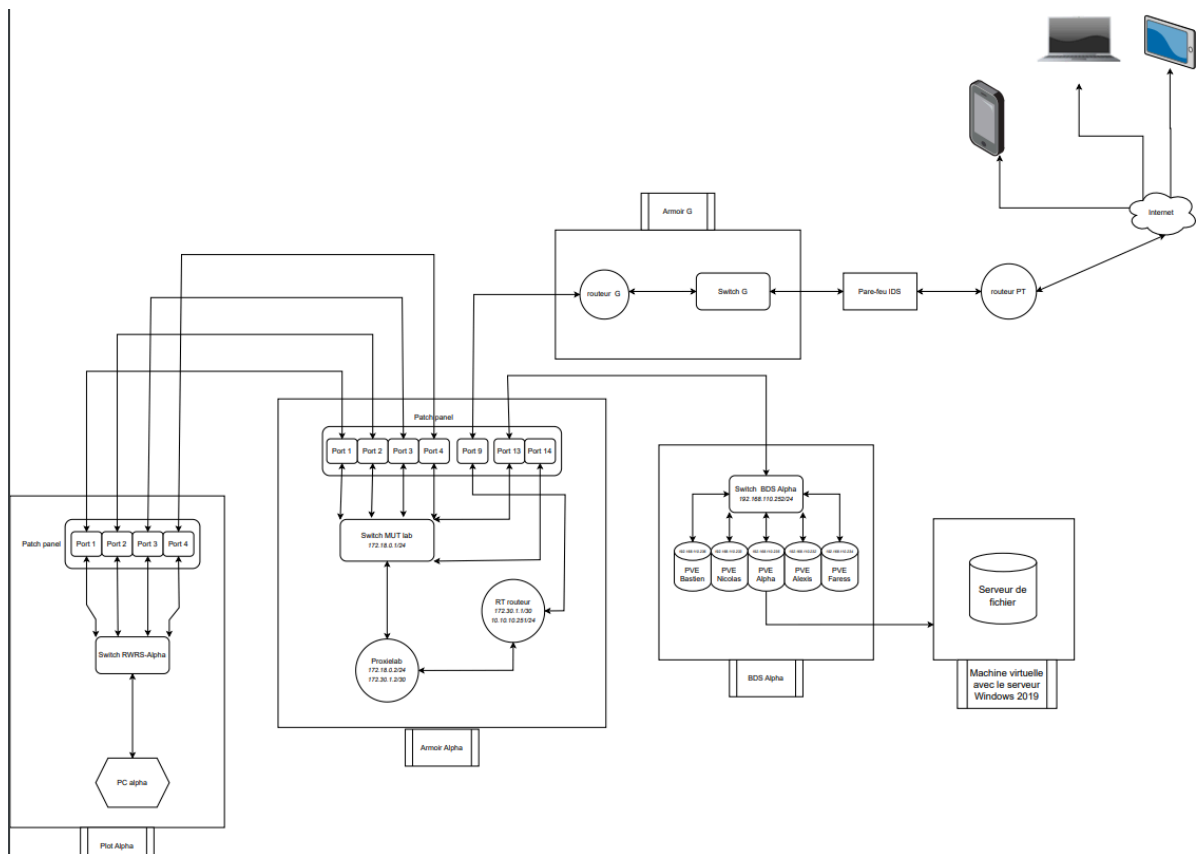 Internet
Armoir G
routeur G
Switch G
Pare-feu IDS
routeur PT
Patch panel
Port 1
Port 2
Port 3
Port 4
Port 9
Port 13
Port 14
Switch MUT lab
172.18.0.1/24
RT routeur
172.30.1.1/30
10.10.10.251/24
Proxielab
172.18.0.2/24
172.30.1.2/30
Armoir Alpha
Switch BDS Alpha
192.168.110.252/24
PVE
Bastien
PVE
Nicolas
PVE
Alpha
PVE
Alexis
PVE
Faress
BDS Alpha
Serveur de
fichier
Machine virtuelle
avec le serveur
Windows 2019
Patch panel
Port 1
Port 2
Port 3
Port 4
Switch RWRS-Alpha
PC alpha
Plot Alpha